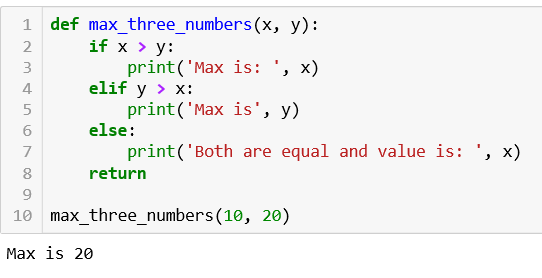 1 def max_three_numbers(x, y):
2     if x > y:
3         print('Max is: ', x)
4     elif y > x:
5         print('Max is', y)
6     else:
7         print('Both are equal and value is: ', x)
8     return
9
10 max_three_numbers(10, 20)
Max is 20